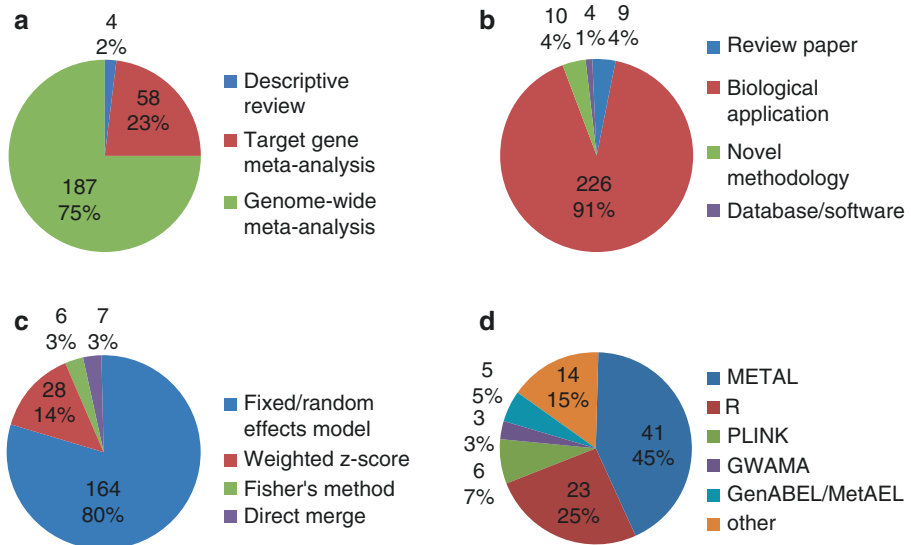 a
4
2%
58
23%
187
75%
Descriptive
review
Target gene
meta-analysis
Genome-wide
meta-analysis
b
10
4%
4
1%
9
4%
226
91%
Review paper
Biological
application
Novel
methodology
Database/software
c
6
3%
7
3%
28
14%
164
80%
Fixed/random
effects model
Weighted z-score
Fisher's method
Direct merge
d
5
5%
3
3%
6
7%
14
15%
41
45%
23
25%
METAL
R
PLINK
GWAMA
GenABEL/MetAEL
other